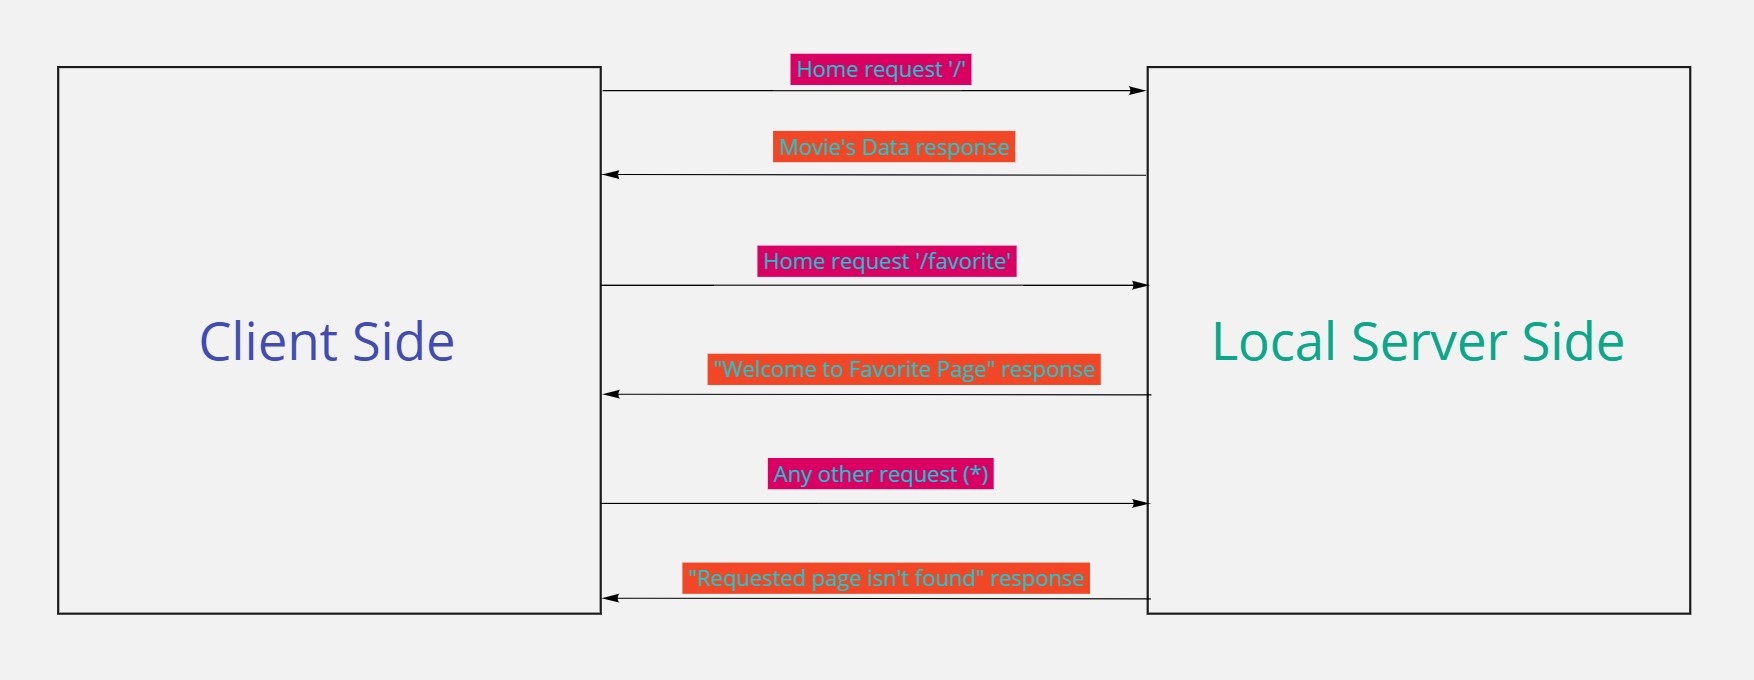 Home request '/'
Movie's Data response
Home request '/favorite'
Client Side
Local Server Side
"Welcome to Favorite Page" response
Any other request (*)
"Requested page isn't found" response